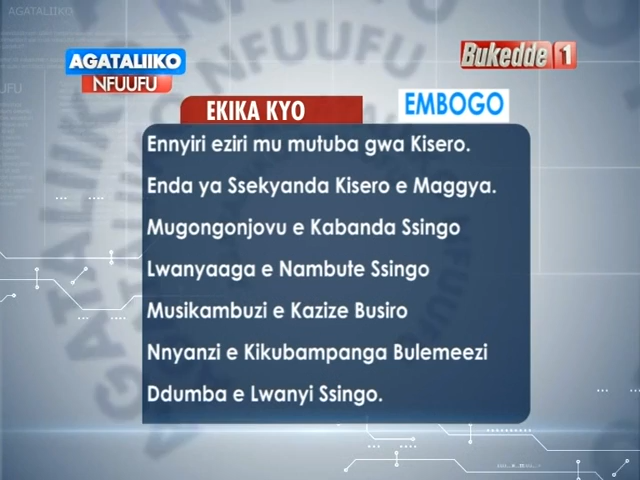 AGATALIIKO
AGATALIIKO
NFUUFU
Bukedde 1
EKIKA KYO
EMBOGO
Ennyiri eziri mu mutuba gwa Kisero.
Enda ya Ssekyanda Kisero e Maggya.
Mugongonjovu e Kabanda Ssingo
Lwanyaaga e Nambute Ssingo
Musikambuzi e Kazize Busiro
Nnyanzi e Kikubampanga Bulemeezi
Ddumba e Lwanyi Ssingo.